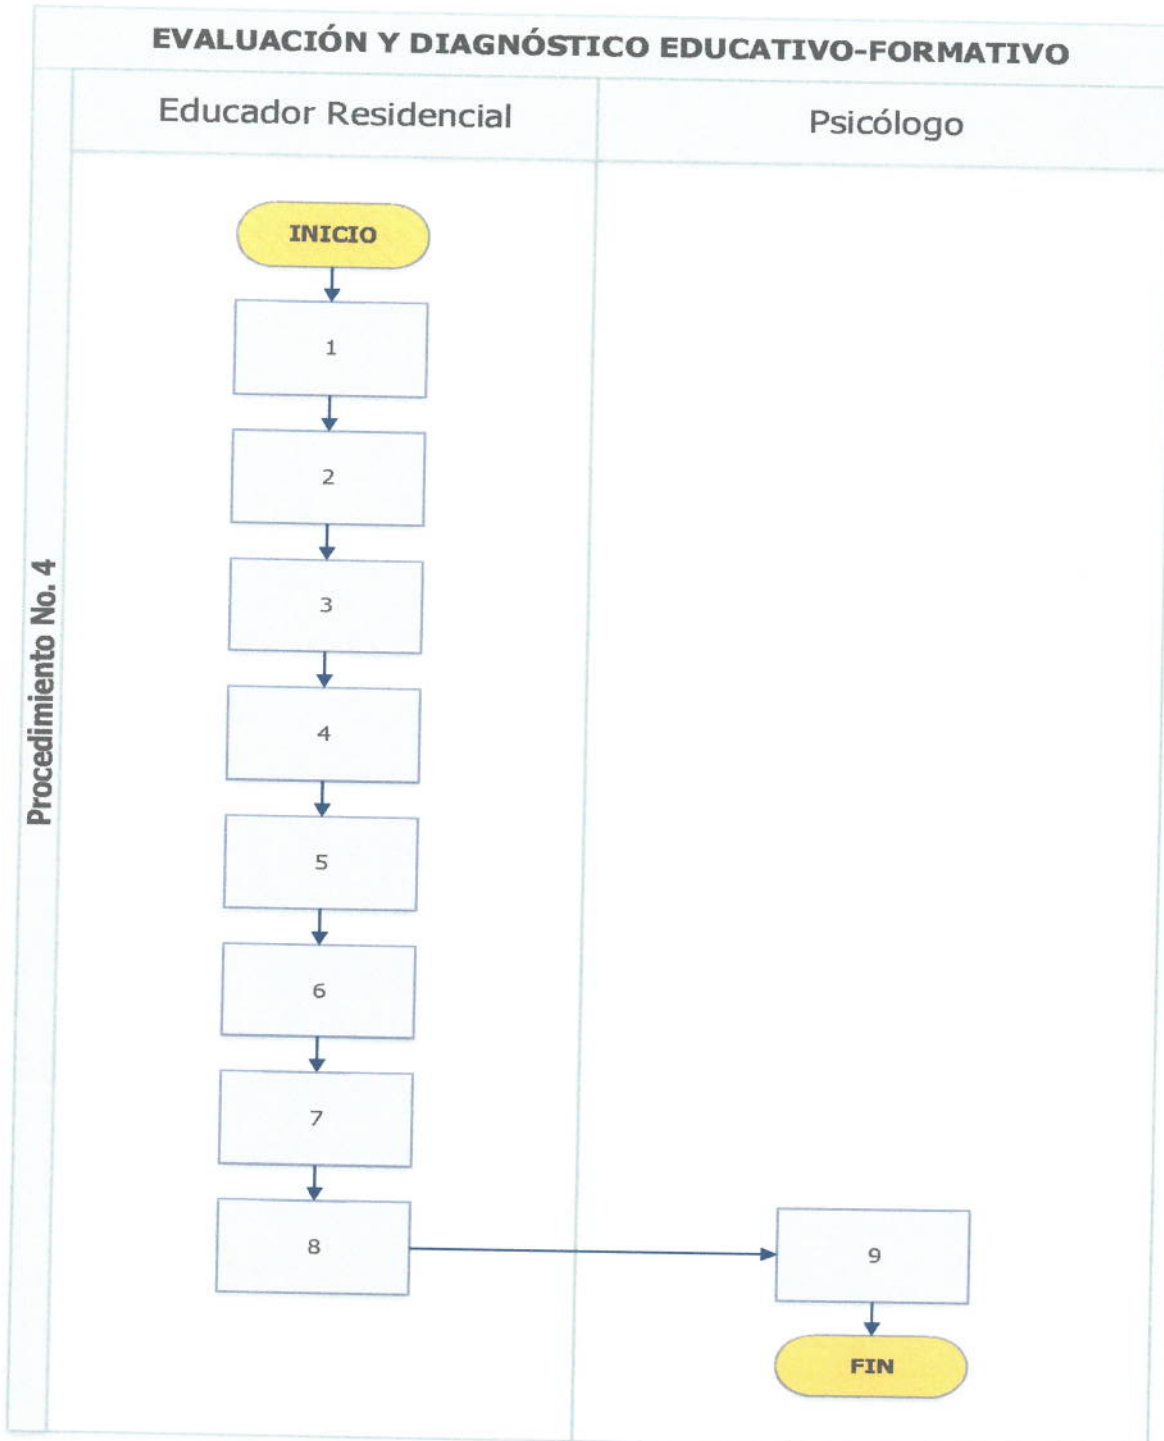 EVALUACIÓN Y DIAGNÓSTICO EDUCATIVO-FORMATIVO
Procedimiento No. 4
Educador Residencial
Psicólogo
INICIO
1
2
3
4
5
6
7
8
9
FIN